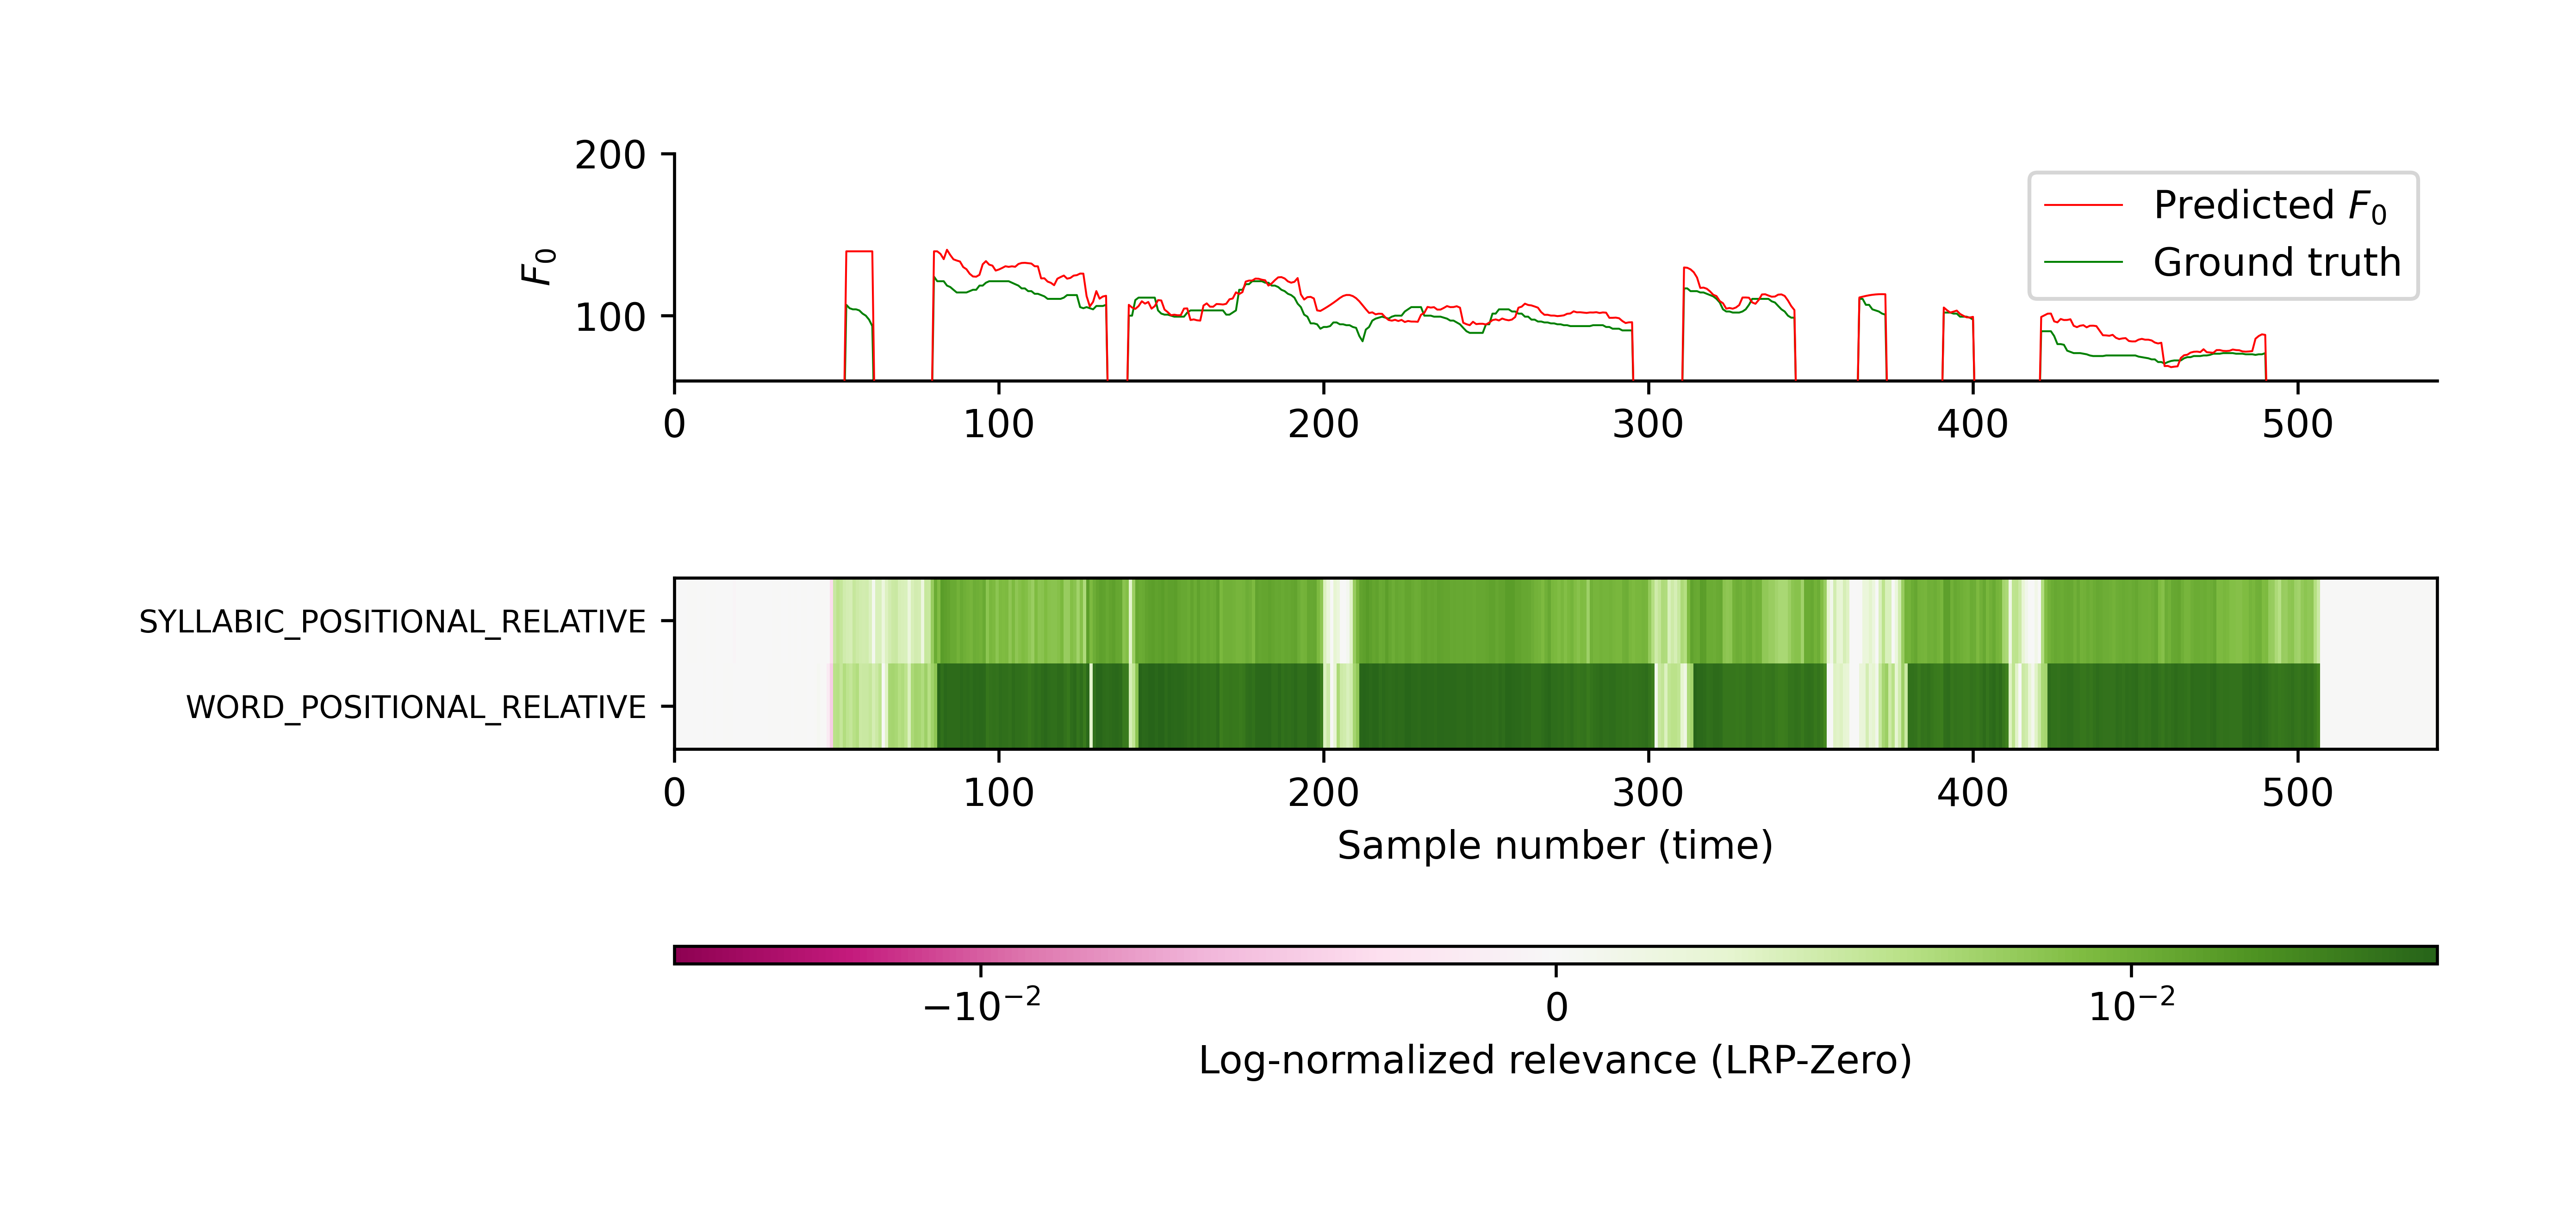 200
100
F₀
Predicted F₀
Ground truth
0 100 200 300 400 500
SYLLABIC_POSITIONAL_RELATIVE
WORD_POSITIONAL_RELATIVE
0 100 200 300 400 500
Sample number (time)
−10⁻² 0 10⁻²
Log-normalized relevance (LRP-Zero)